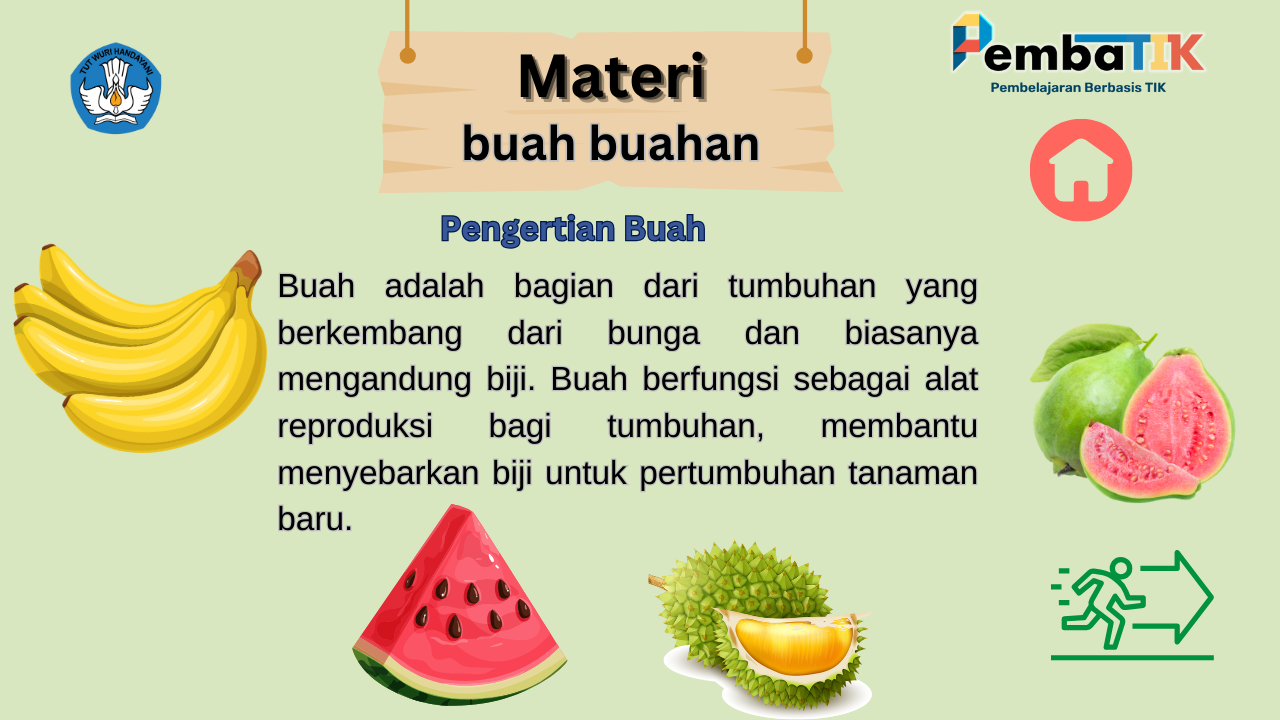 TUT WURI HANDAYANI
PembaTIK
Pembelajaran Berbasis TIK
Materi
buah buahan
Pengertian Buah
Buah adalah bagian dari tumbuhan yang
berkembang dari bunga dan biasanya
mengandung biji. Buah berfungsi sebagai alat
reproduksi bagi tumbuhan, membantu
menyebarkan biji untuk pertumbuhan tanaman
baru.